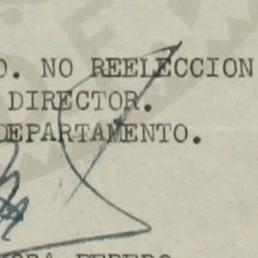 O. NO REELECCION
DIRECTOR.
DEPARTAMENTO.